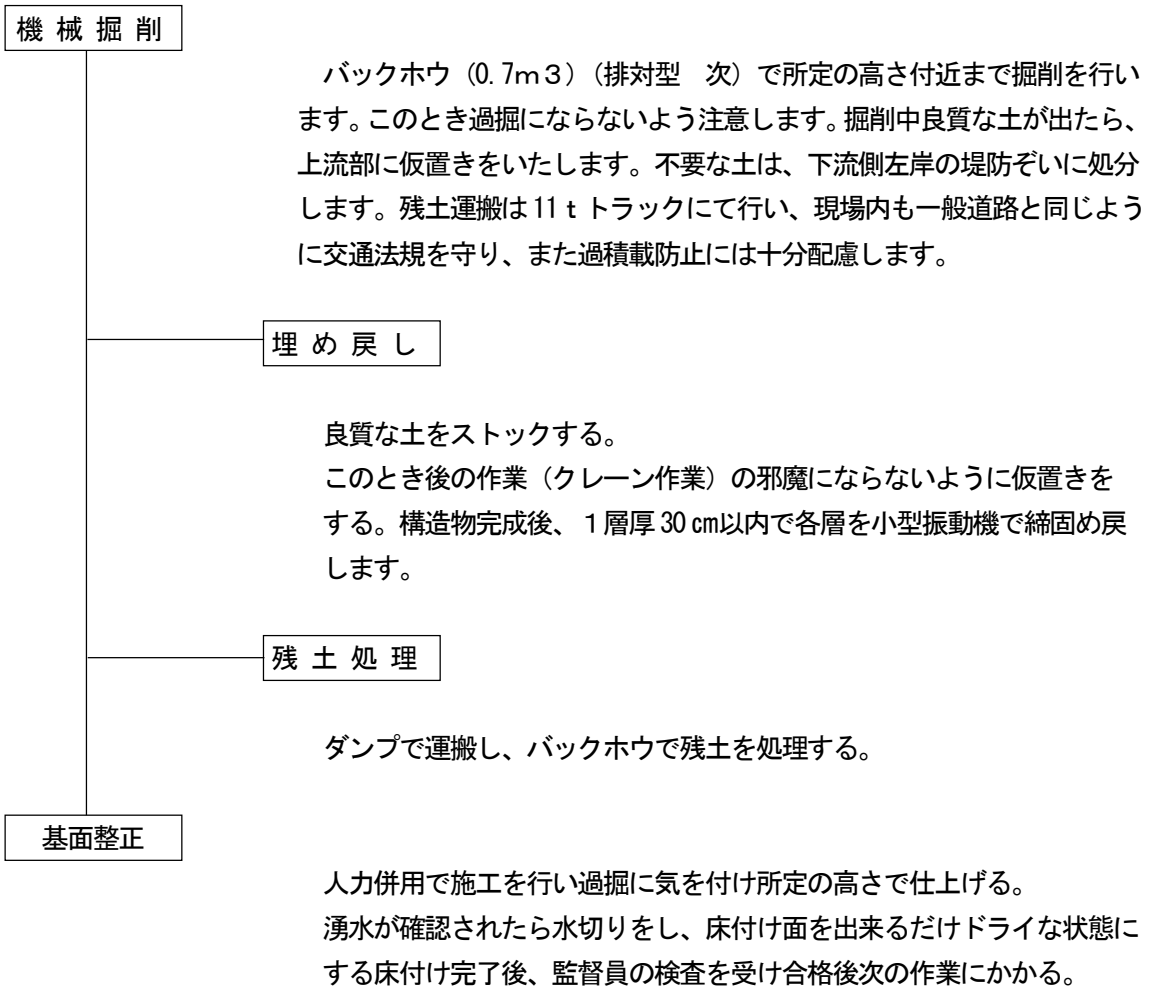 機 械 掘 削
バックホウ（0.7ｍ３）（排対型　次）で所定の高さ付近まで掘削を行い
ます。このとき過掘にならないよう注意します。掘削中良質な土が出たら、
上流部に仮置きをいたします。不要な土は、下流側左岸の堤防ぞいに処分
します。残土運搬は11ｔトラックにて行い、現場内も一般道路と同じよう
に交通法規を守り、また過積載防止には十分配慮します。
埋 め 戻 し
良質な土をストックする。
このとき後の作業（クレーン作業）の邪魔にならないように仮置きを
する。構造物完成後、１層厚30㎝以内で各層を小型振動機で締固め戻
します。
残 土 処 理
ダンプで運搬し、バックホウで残土を処理する。
基面整正
人力併用で施工を行い過掘に気を付け所定の高さで仕上げる。
湧水が確認されたら水切りをし、床付け面を出来るだけドライな状態に
する床付け完了後、監督員の検査を受け合格後次の作業にかかる。